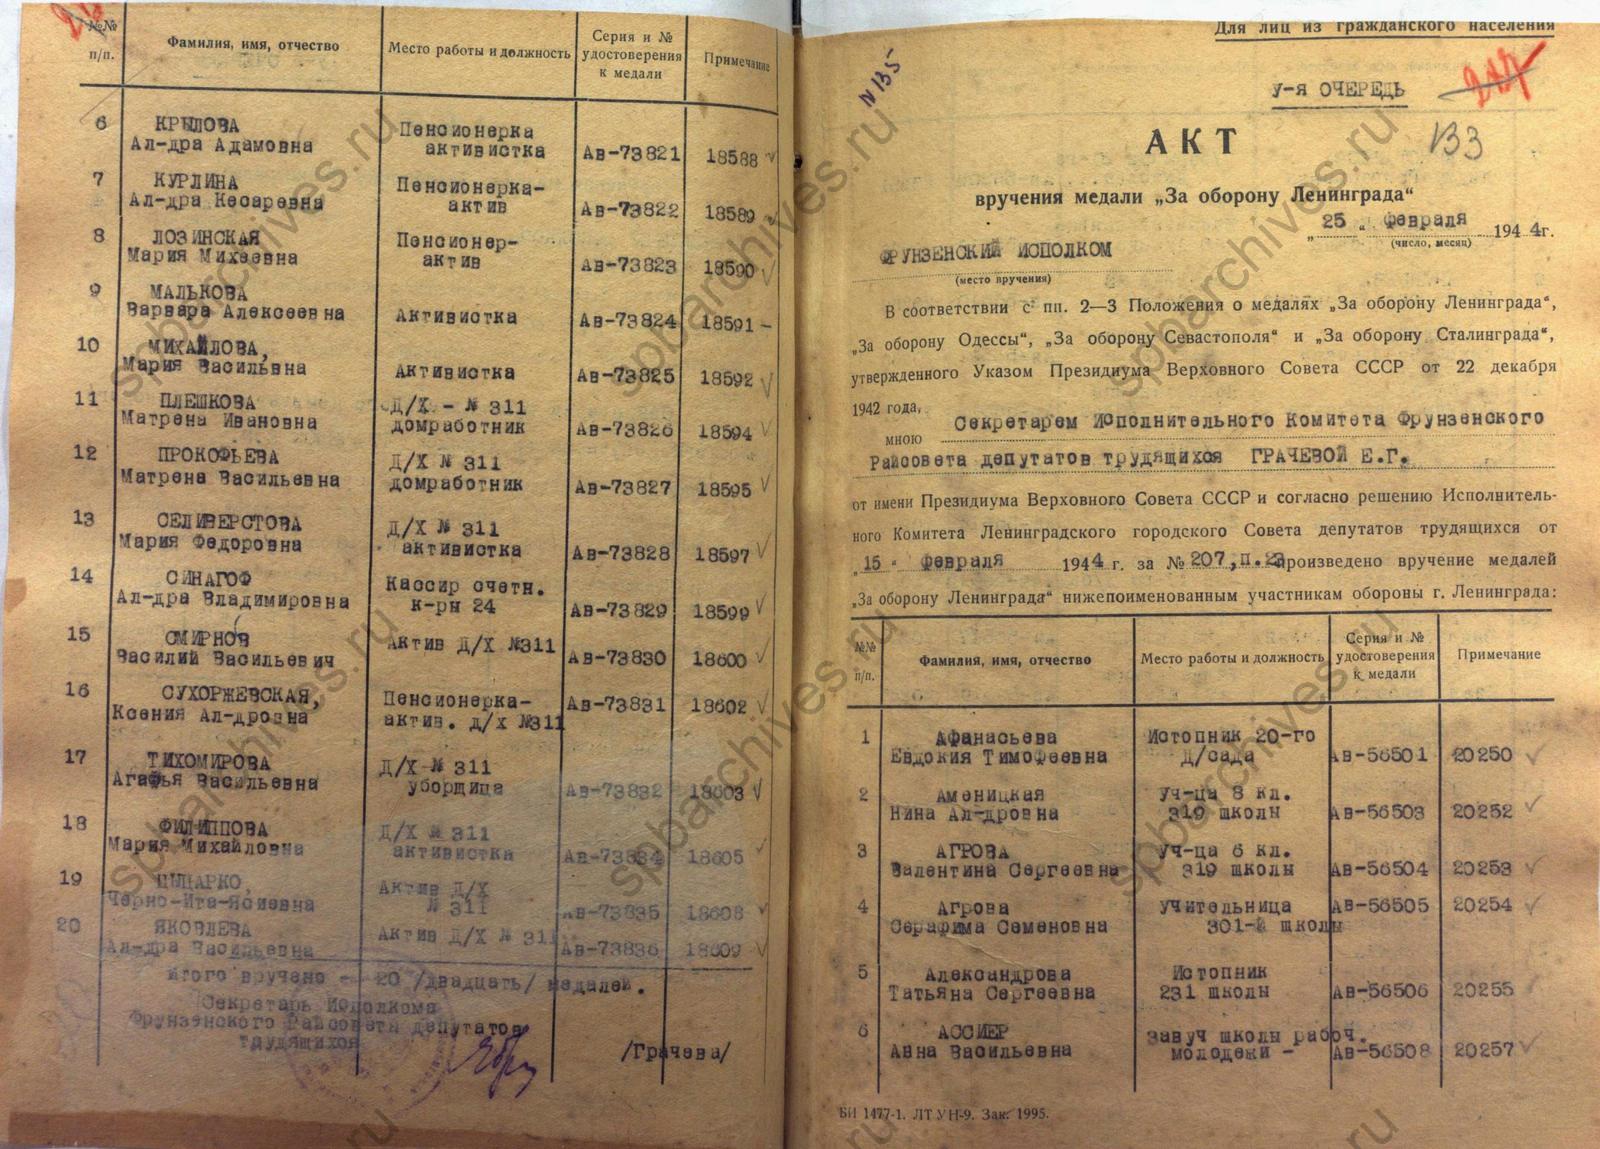 №№ п/п.
Фамилия, имя, отчество
Место работы и должность
Серия и № удостоверения к медали
Примечание
6 КРЫЛОВА Пенсионерка
Ал-дра Адамовна активистка Ав-73821 18588
7 КУРЛИНА Пенсионерка-
Ал-дра Кесаревна актив Ав-73822 18589
8 ЛОЗИНСКАЯ Пенсионер-
Мария Михеевна актив Ав-73823 18590
9 МАЛЬКОВА
Варвара Алексеевна Активистка Ав-73824 18591 -
10 МИХАЙЛОВА,
Мария Васильвна Активистка Ав-73825 18592
11 ПЛЕШКОВА Д/Х - № 311
Матрена Ивановна домработник Ав-73826 18594
12 ПРОКОФЬЕВА Д/Х № 311
Матрена Васильевна домработник Ав-73827 18595
13 СЕЛИВЕРСТОВА Д/Х № 311
Мария Федоровна активистка Ав-73828 18597
14 СИНАГОФ Кассир счетн.
Ал-дра Владимировна к-ры 24 Ав-73829 18599
15 СМИРНОВ Актив Д/Х №311
Василий Васильевич Ав-73830 18600
16 СУХОРЖЕВСКАЯ, Пенсионерка-
Ксения Ал-дровна актив. д/х №311 Ав-73831 18602
17 ТИХОМИРОВА Д/Х № 311
Агафья Васильевна уборщица Ав-73832 18603
18 ФИЛИППОВА Д/Х № 311
Мария Михайловна активистка Ав-73834 18605
19 Актив Д/Х
Черно-Ита-Ясиевна № 311 Ав-73835 18608
20 ЯКОВЛЕВА Актив Д/Х № 311
Ал-дра Васильевна Ав-73836 18609
Итого вручено - 20 /двадцать/ медалей.
Секретарь Исполкома
Фрунзенского Райсовета депутатов
трудящихся /Грачева/
Для лиц из гражданского населения
№ 135
217
У-я ОЧЕРЕДЬ
АКТ
133
вручения медали „За оборону Ленинграда“
„25 „ февраля 1944г.
(число, месяц)
ФРУНЗЕНСКИЙ ИСПОЛКОМ
(место вручения)
В соответствии с пп. 2—3 Положения о медалях „За оборону Ленинграда“,
„За оборону Одессы“, „За оборону Севастополя“ и „За оборону Сталинграда“,
утвержденного Указом Президиума Верховного Совета СССР от 22 декабря
1942 года,
мною Секретарем Исполнительного Комитета Фрунзенского
Райсовета депутатов трудящихся ГРАЧЕВОЙ Е.Г.
от имени Президиума Верховного Совета СССР и согласно решению Исполнитель-
ного Комитета Ленинградского городского Совета депутатов трудящихся от
„15 “ февраля 1944 г. за № 207, п.23 произведено вручение медалей
„За оборону Ленинграда“ нижепоименованным участникам обороны г. Ленинграда:
№№ п/п.
Фамилия, имя, отчество
Место работы и должность
Серия и № удостоверения к медали
Примечание
1 Афанасьева Истопник 20-го
Евдокия Тимофеевна Д/сада Ав-56501 20250
2 Аменицкая Уч-ца 8 кл.
Нина Ал-дровна 319 школы Ав-56503 20252
3 АГРОВА Уч-ца 6 кл.
Валентина Сергеевна 319 школы Ав-56504 20253
4 Агрова учительница Ав-56505 20254
Серафима Семеновна 301-й школы
5 Александрова Истопник
Татьяна Сергеевна 231 школы Ав-56506 20255
6 АССИЕР Завуч школы рабоч.
Анна Васильевна молодежи - Ав-56508 20257
БИ 1477-1. ЛТ УН-9. Зак. 1995.
spbarchives.ru